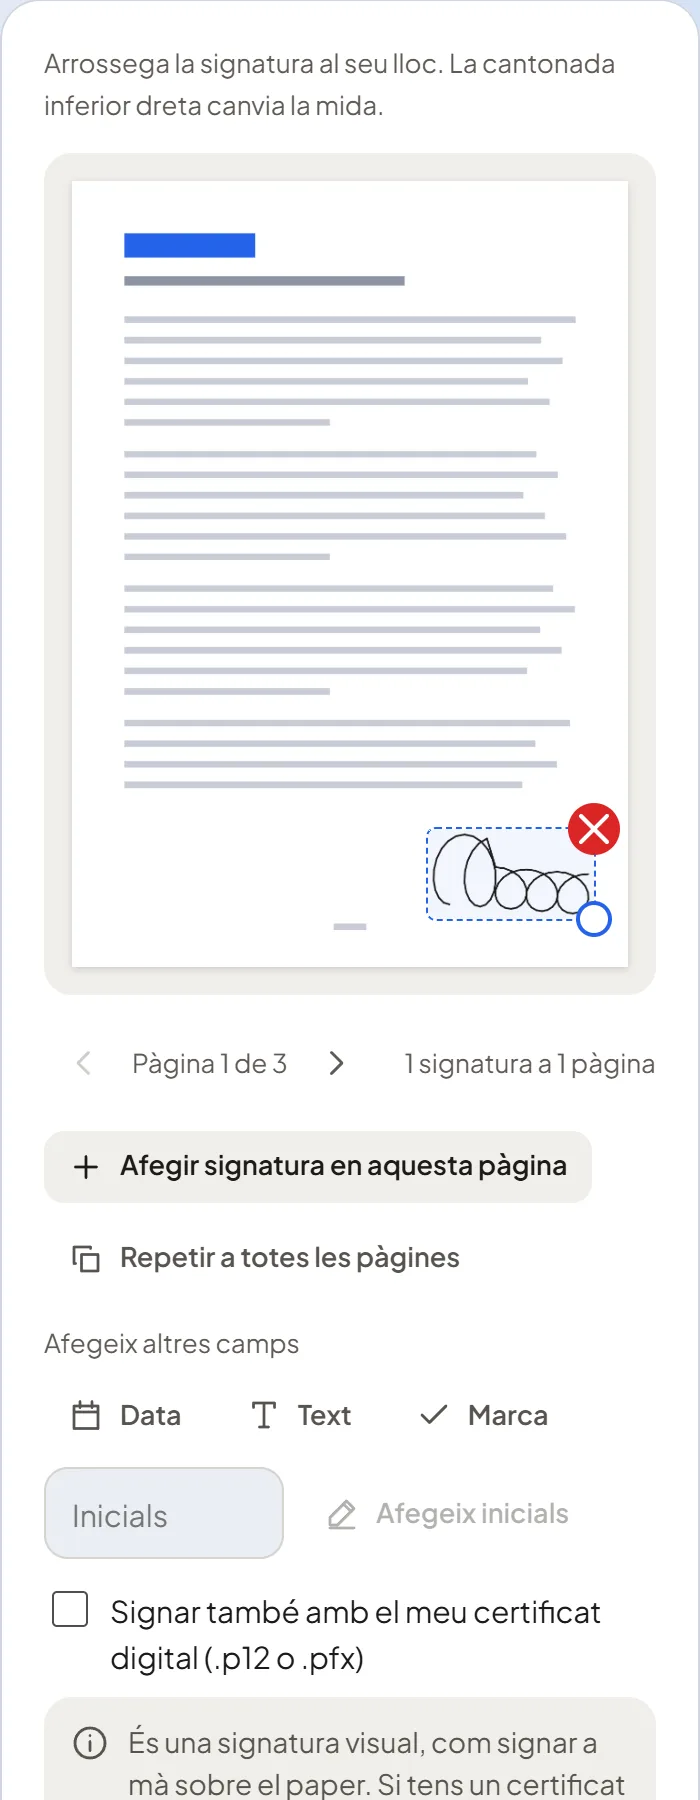 Arrossega la signatura al seu lloc. La cantonada
inferior dreta canvia la mida.
Pàgina 1 de 3
1 signatura a 1 pàgina
Afegir signatura en aquesta pàgina
Repetir a totes les pàgines
Afegeix altres camps
Data
Text
Marca
Inicials
Afegeix inicials
Signar també amb el meu certificat
digital (.p12 o .pfx)
És una signatura visual, com signar a
mà sobre el paper. Si tens un certificat